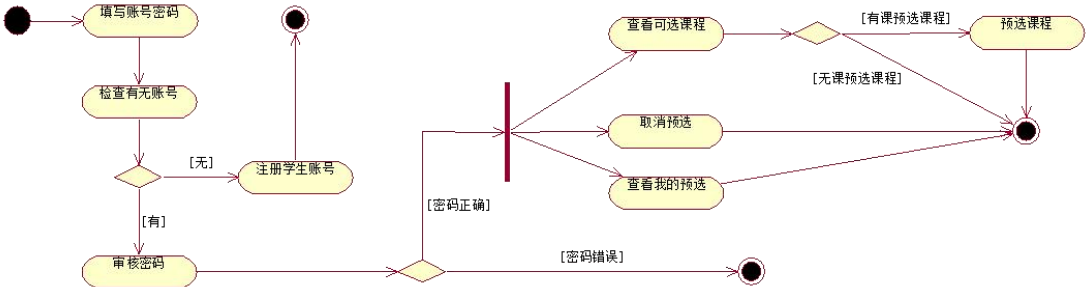 填写账号密码
检查有无账号
[无]
注册学生账号
[有]
审核密码
[密码正确]
[密码错误]
查看可选课程
[有课预选课程]
预选课程
[无课预选课程]
取消预选
查看我的预选